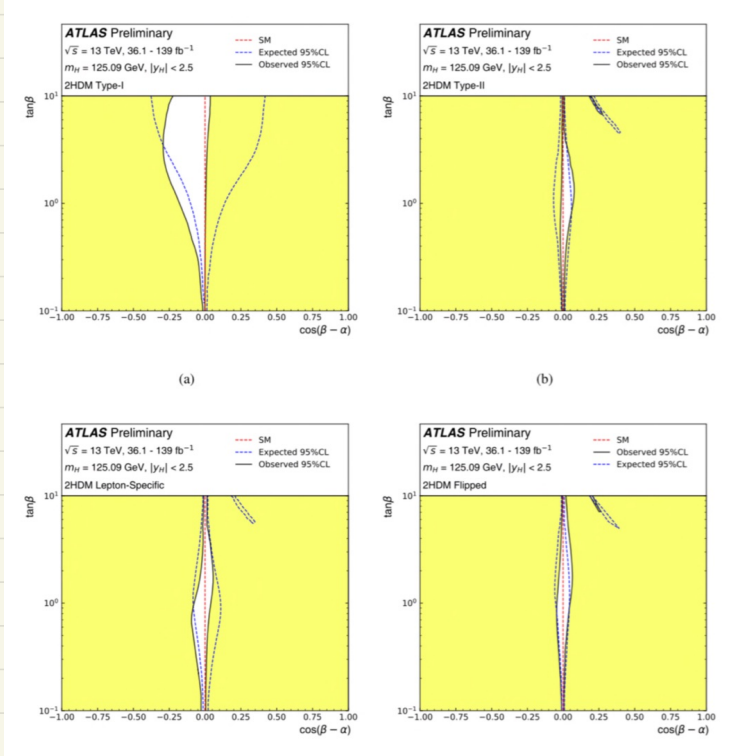 ATLAS Preliminary
√s = 13 TeV, 36.1 - 139 fb⁻¹
m_H = 125.09 GeV, |y_H| < 2.5
2HDM Type-I
SM
Expected 95%CL
Observed 95%CL
tanβ
10¹
10⁰
10⁻¹
−1.00 −0.75 −0.50 −0.25 0.00 0.25 0.50 0.75 1.00
cos(β − α)
(a)
ATLAS Preliminary
√s = 13 TeV, 36.1 - 139 fb⁻¹
m_H = 125.09 GeV, |y_H| < 2.5
2HDM Type-II
SM
Expected 95%CL
Observed 95%CL
tanβ
10¹
10⁰
10⁻¹
−1.00 −0.75 −0.50 −0.25 0.00 0.25 0.50 0.75 1.00
cos(β − α)
(b)
ATLAS Preliminary
√s = 13 TeV, 36.1 - 139 fb⁻¹
m_H = 125.09 GeV, |y_H| < 2.5
2HDM Lepton-Specific
SM
Expected 95%CL
Observed 95%CL
tanβ
10¹
10⁰
10⁻¹
−1.00 −0.75 −0.50 −0.25 0.00 0.25 0.50 0.75 1.00
cos(β − α)
ATLAS Preliminary
√s = 13 TeV, 36.1 - 139 fb⁻¹
m_H = 125.09 GeV, |y_H| < 2.5
2HDM Flipped
SM
Observed 95%CL
Expected 95%CL
tanβ
10¹
10⁰
10⁻¹
−1.00 −0.75 −0.50 −0.25 0.00 0.25 0.50 0.75 1.00
cos(β − α)